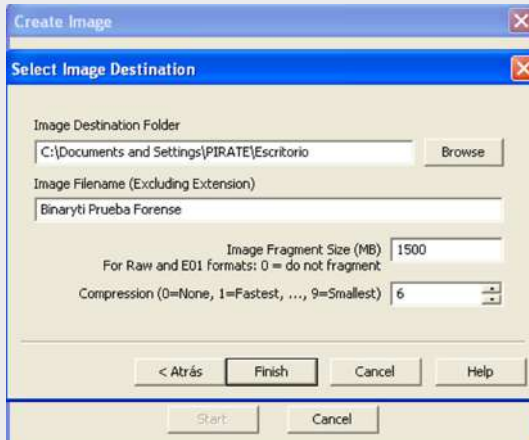 Create Image
Select Image Destination
Image Destination Folder
C:\Documents and Settings\PIRATE\Escritorio
Browse
Image Filename (Excluding Extension)
Binaryti Prueba Forense
Image Fragment Size (MB) 1500
For Raw and E01 formats: 0 = do not fragment
Compression (0=None, 1=Fastest, ..., 9=Smallest) 6
< Atrás Finish Cancel Help
Start Cancel